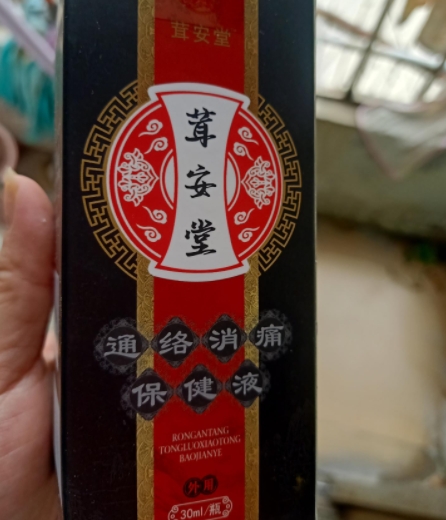 茸安堂
茸安堂
通络消痛
保健液
RONGANTANG
TONGLUOXIAOTONG
BAOJIANYE
外用
30ml/瓶